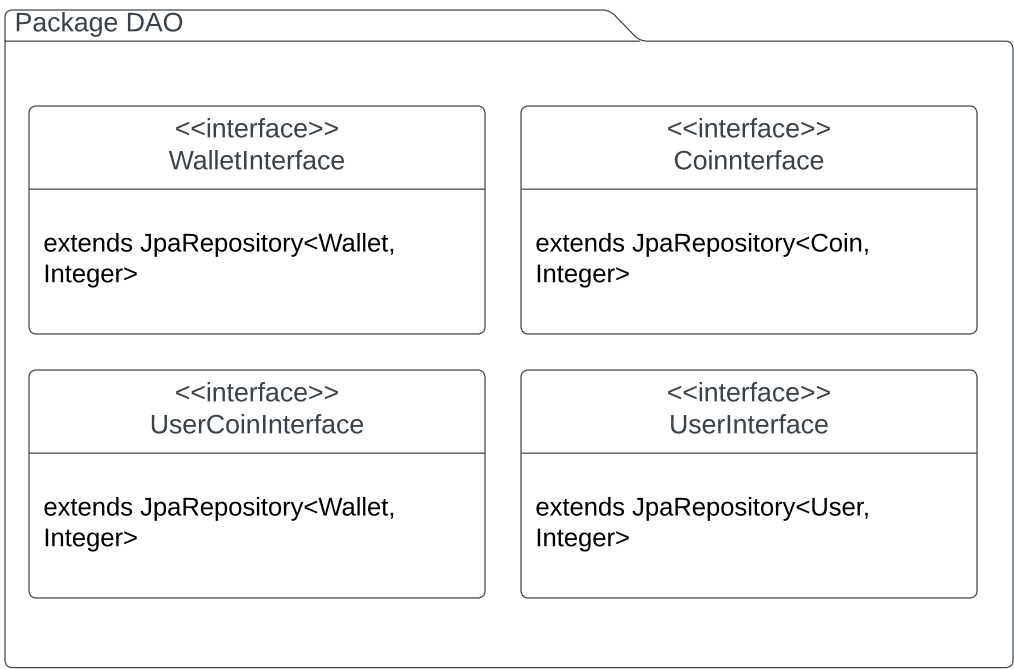 Package DAO
<<interface>>
WalletInterface
extends JpaRepository<Wallet,
Integer>
<<interface>>
Coinnterface
extends JpaRepository<Coin,
Integer>
<<interface>>
UserCoinInterface
extends JpaRepository<Wallet,
Integer>
<<interface>>
UserInterface
extends JpaRepository<User,
Integer>